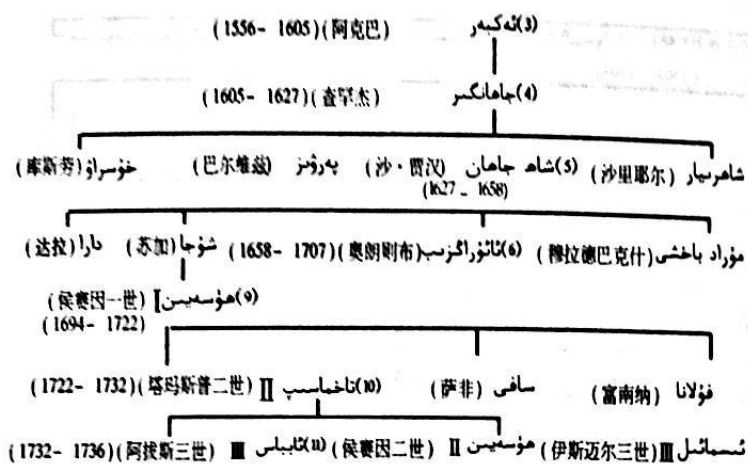 (3)ئەكبەر (阿克巴) (1556- 1605)
(4)جاھانگىر (查罕杰) (1605- 1627)
شاھرىيار (沙里耶尔) (5)شاھ جاھان (沙·贾汉) پەرۋىز (巴尔维兹) خۇسراۋ (库斯劳)
(1627 - 1658)
مۇراد باخشى (穆拉德巴克什) (6)ئائۇراگزىب (奥朗则布) (1658- 1707) شۇجا (苏加) دارا (达拉)
(9)ھۇسەيىن I (侯赛因一世)
(1694- 1722)
فۇلانا (富南纳) سافى (萨非) (10)تاخماسىپ II (塔玛斯普二世) (1722- 1732)
ئىسمائىل III (伊斯迈尔三世) ھۇسەيىن II (侯赛因二世) (11)ئابباس III (阿拔斯三世) (1732- 1736)